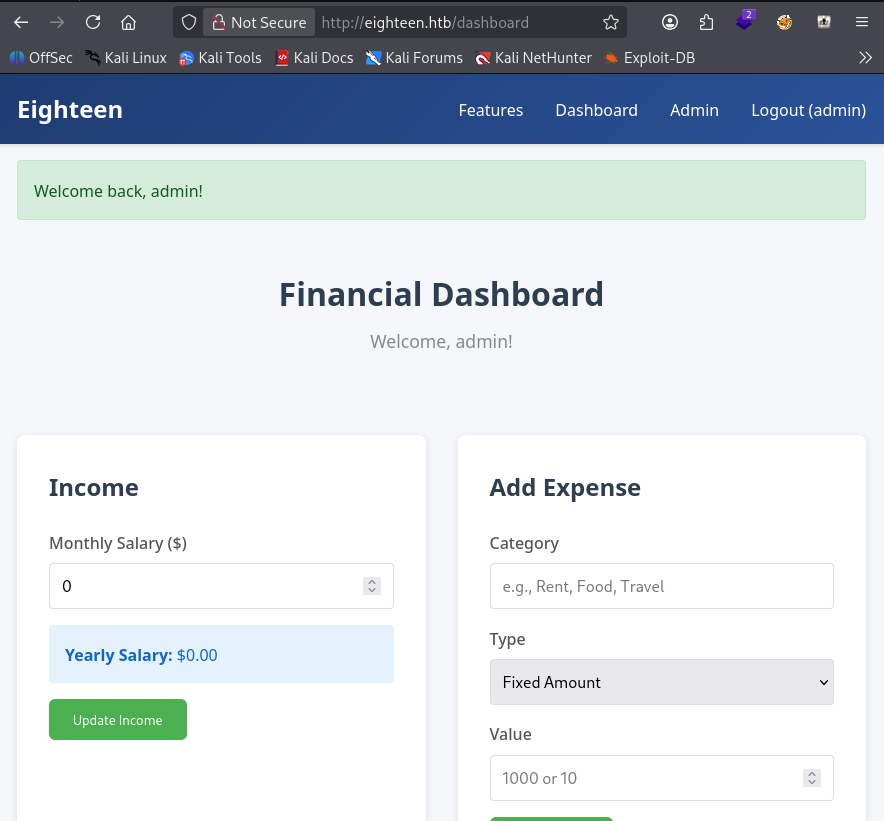 Not Secure http://eighteen.htb/dashboard 2
OffSec Kali Linux Kali Tools Kali Docs Kali Forums Kali NetHunter Exploit-DB
Eighteen Features Dashboard Admin Logout (admin)
Welcome back, admin!
Financial Dashboard
Welcome, admin!
Income
Monthly Salary ($)
0
Yearly Salary: $0.00
Update Income
Add Expense
Category
e.g., Rent, Food, Travel
Type
Fixed Amount
Value
1000 or 10